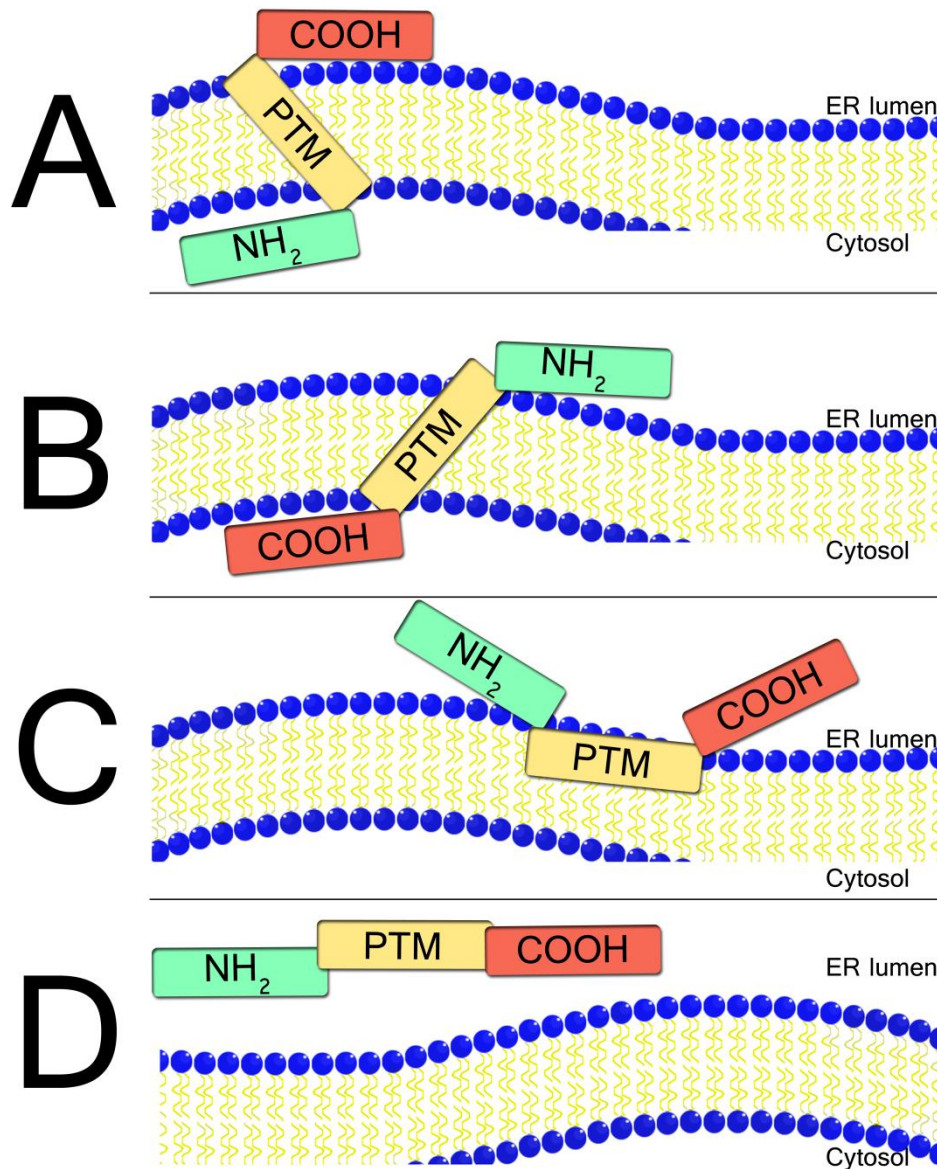 A
COOH
PTM
NH₂
ER lumen
Cytosol
B
NH₂
PTM
COOH
ER lumen
Cytosol
C
NH₂
PTM
COOH
ER lumen
Cytosol
D
NH₂
PTM
COOH
ER lumen
Cytosol